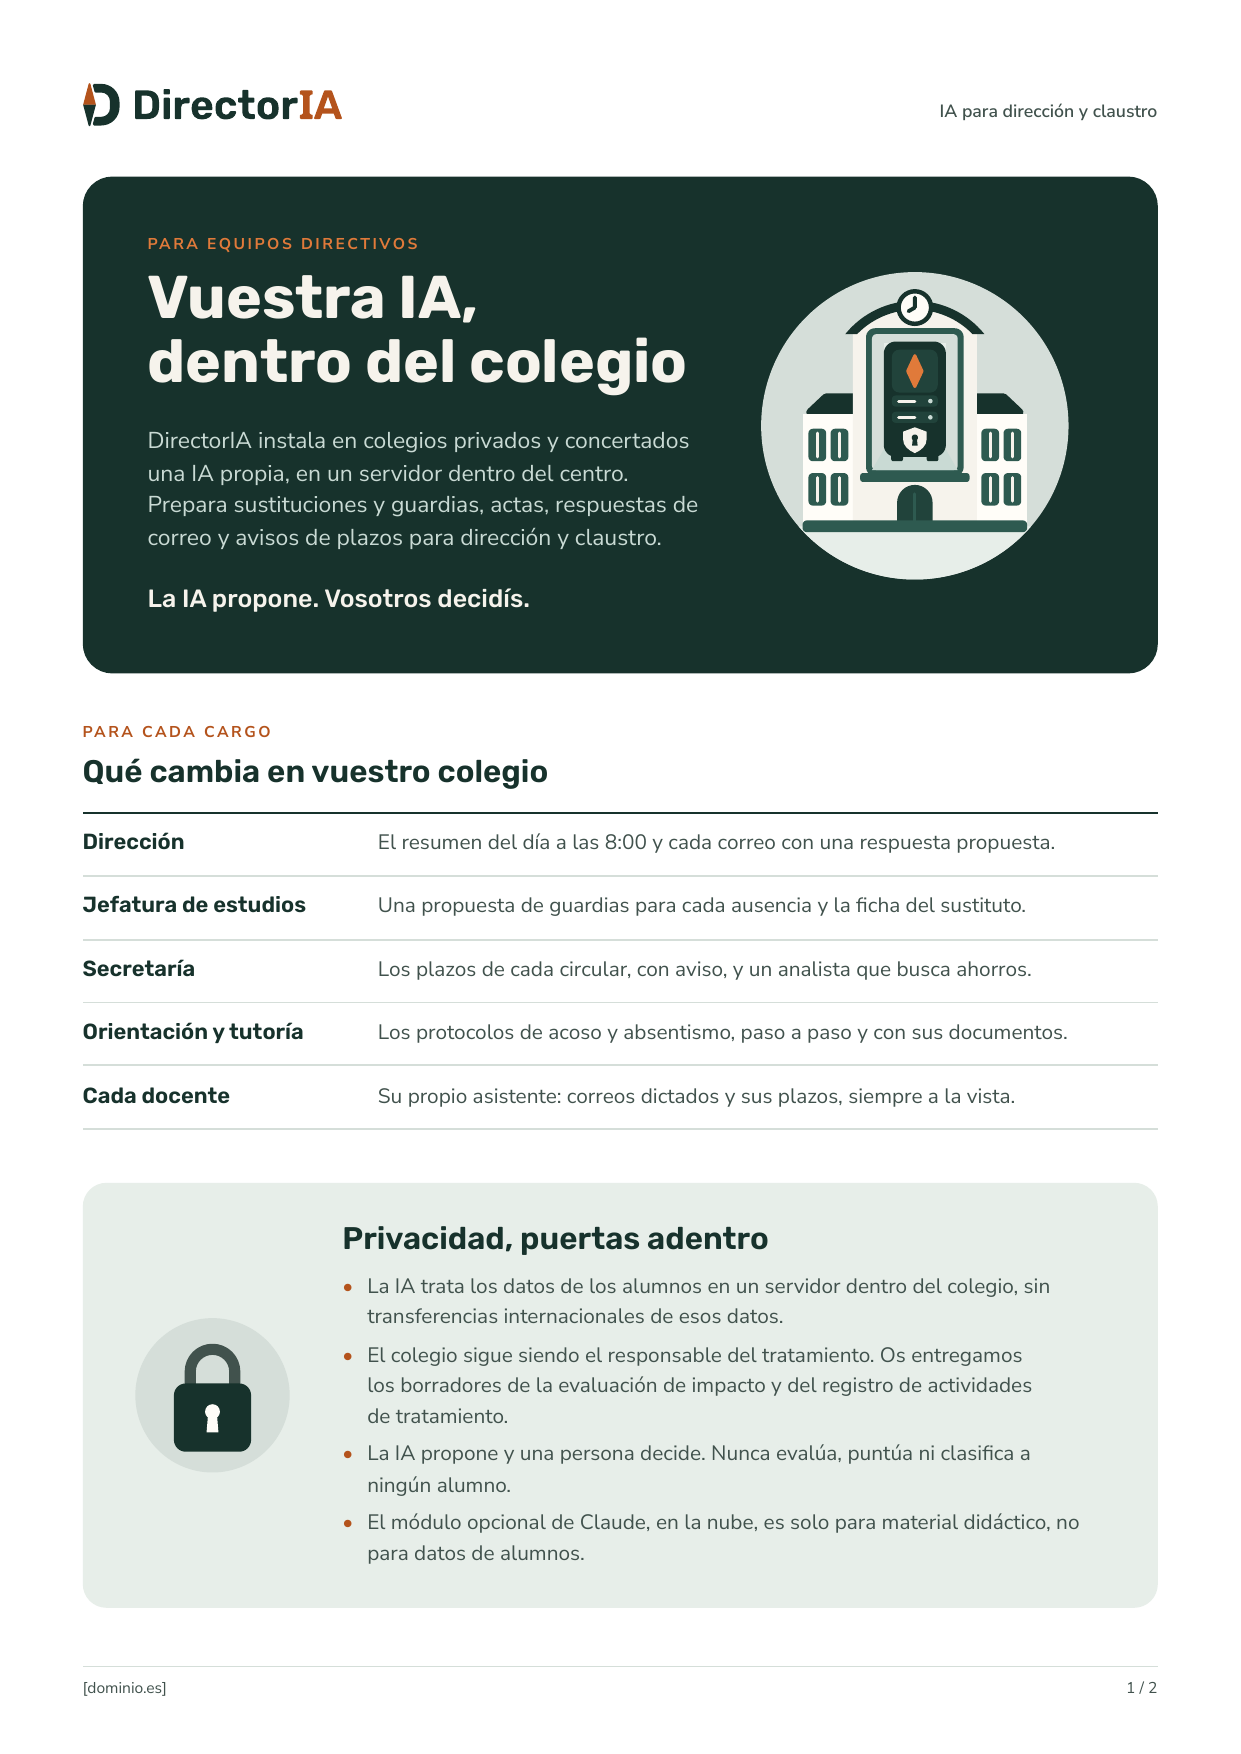 DirectorIA
IA para dirección y claustro
PARA EQUIPOS DIRECTIVOS
Vuestra IA,
dentro del colegio
DirectorIA instala en colegios privados y concertados
una IA propia, en un servidor dentro del centro.
Prepara sustituciones y guardias, actas, respuestas de
correo y avisos de plazos para dirección y claustro.
La IA propone. Vosotros decidís.
PARA CADA CARGO
Qué cambia en vuestro colegio
Dirección
El resumen del día a las 8:00 y cada correo con una respuesta propuesta.
Jefatura de estudios
Una propuesta de guardias para cada ausencia y la ficha del sustituto.
Secretaría
Los plazos de cada circular, con aviso, y un analista que busca ahorros.
Orientación y tutoría
Los protocolos de acoso y absentismo, paso a paso y con sus documentos.
Cada docente
Su propio asistente: correos dictados y sus plazos, siempre a la vista.
Privacidad, puertas adentro
• La IA trata los datos de los alumnos en un servidor dentro del colegio, sin
transferencias internacionales de esos datos.
• El colegio sigue siendo el responsable del tratamiento. Os entregamos
los borradores de la evaluación de impacto y del registro de actividades
de tratamiento.
• La IA propone y una persona decide. Nunca evalúa, puntúa ni clasifica a
ningún alumno.
• El módulo opcional de Claude, en la nube, es solo para material didáctico, no
para datos de alumnos.
[dominio.es]
1 / 2